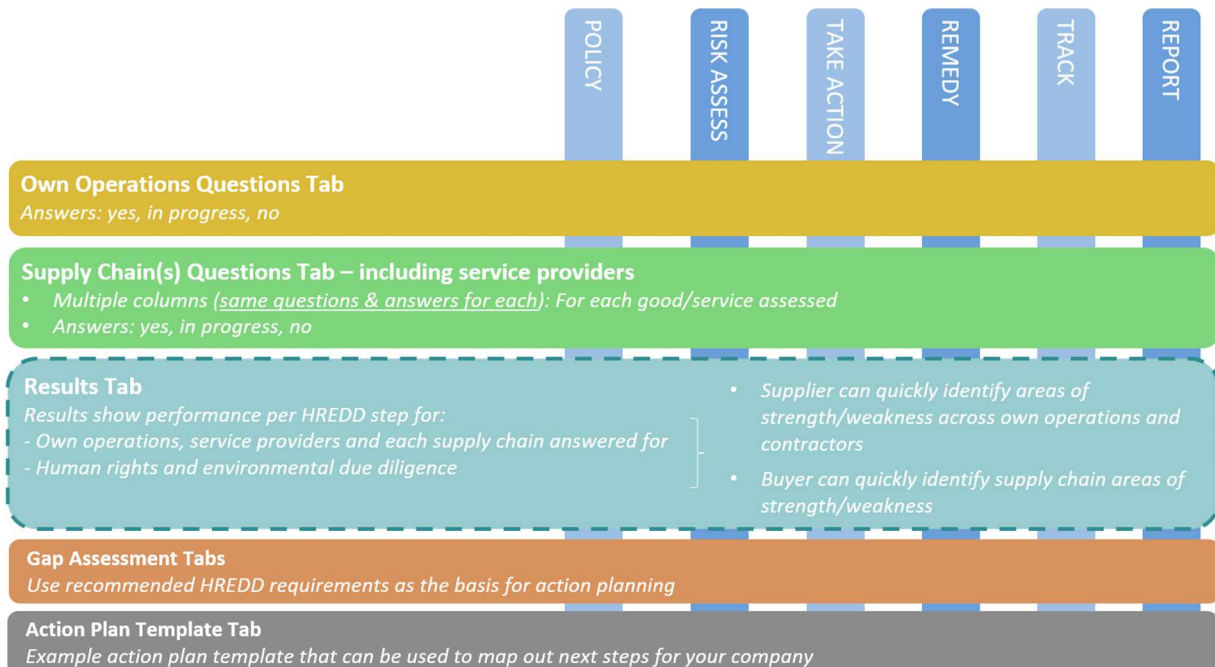 POLICY
RISK ASSESS
TAKE ACTION
REMEDY
TRACK
REPORT
Own Operations Questions Tab
Answers: yes, in progress, no
Supply Chain(s) Questions Tab – including service providers
• Multiple columns (same questions & answers for each): For each good/service assessed
• Answers: yes, in progress, no
Results Tab
Results show performance per HREDD step for:
- Own operations, service providers and each supply chain answered for
- Human rights and environmental due diligence
• Supplier can quickly identify areas of
strength/weakness across own operations and
contractors
• Buyer can quickly identify supply chain areas of
strength/weakness
Gap Assessment Tabs
Use recommended HREDD requirements as the basis for action planning
Action Plan Template Tab
Example action plan template that can be used to map out next steps for your company